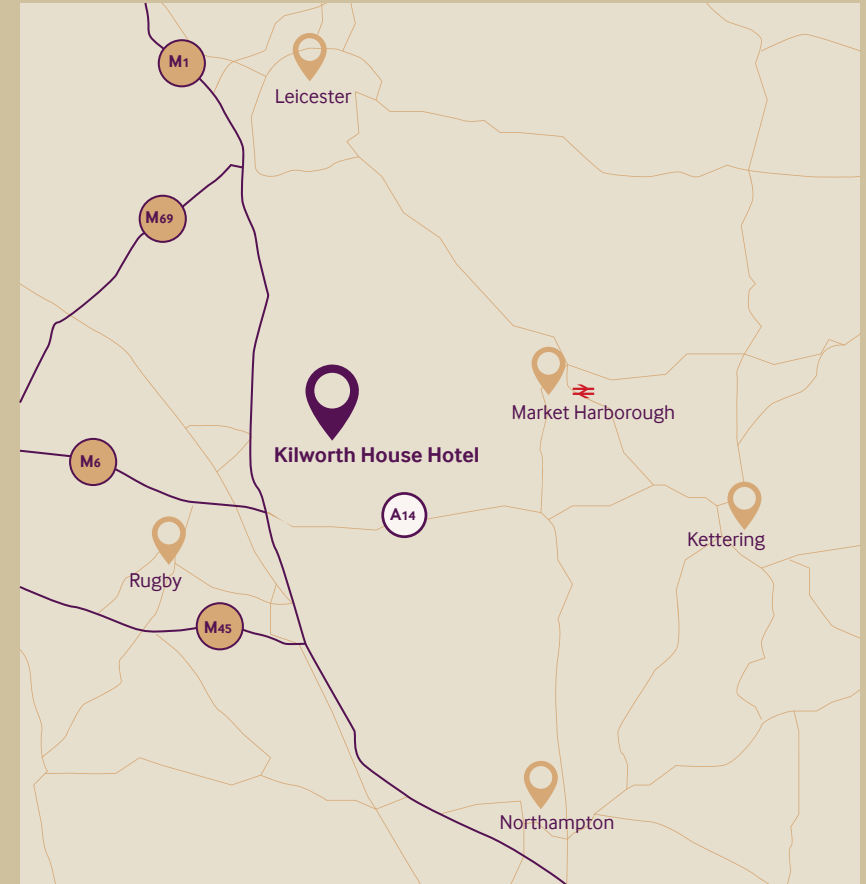 M1
Leicester
M69
Market Harborough
Kilworth House Hotel
M6
A14
Kettering
Rugby
M45
Northampton